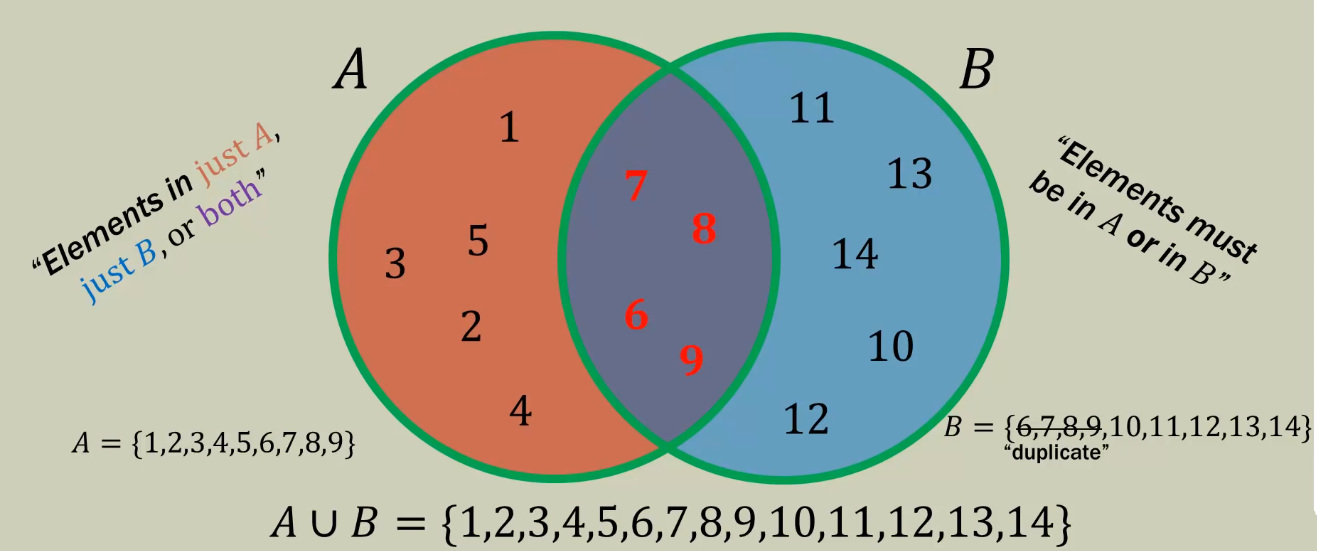 A
B
“Elements in just A,
just B, or both”
“Elements must
be in A or in B”
1
11
13
7
8
5
3
14
6
2
10
9
4
12
A = {1,2,3,4,5,6,7,8,9}
B = {6,7,8,9,10,11,12,13,14}
“duplicate”
A ∪ B = {1,2,3,4,5,6,7,8,9,10,11,12,13,14}